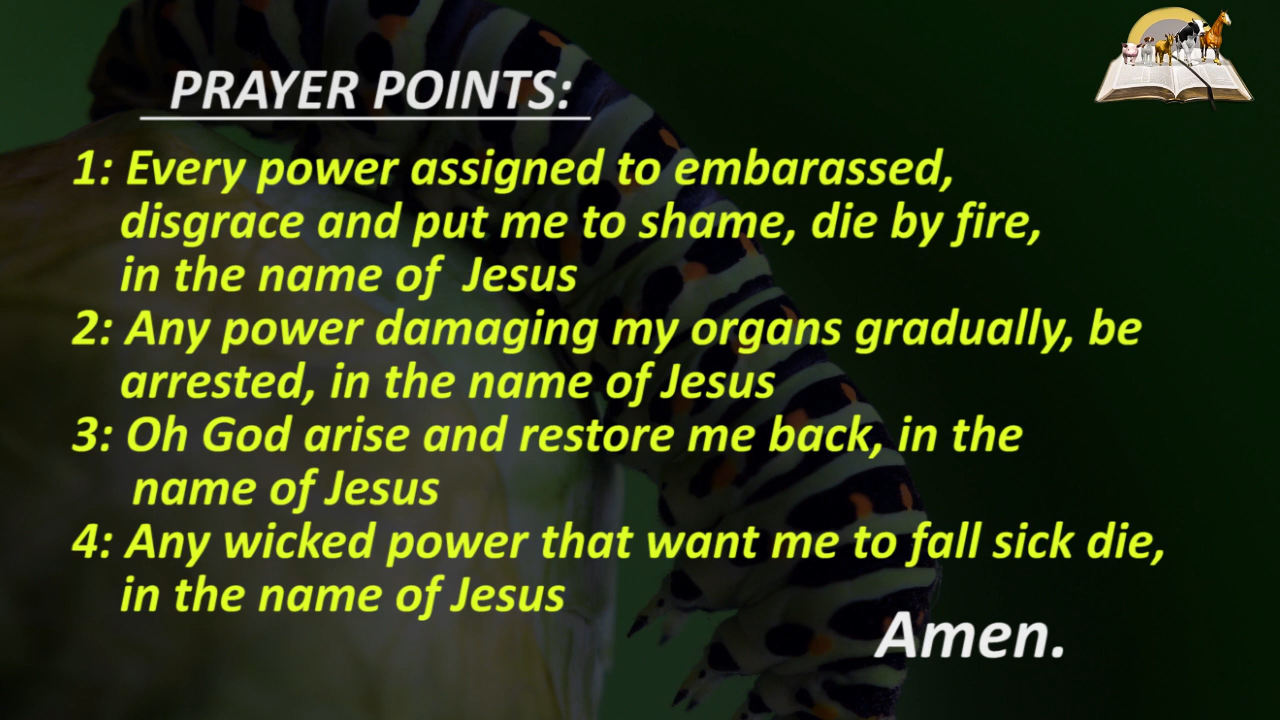 PRAYER POINTS:
1: Every power assigned to embarassed,
disgrace and put me to shame, die by fire,
in the name of Jesus
2: Any power damaging my organs gradually, be
arrested, in the name of Jesus
3: Oh God arise and restore me back, in the
name of Jesus
4: Any wicked power that want me to fall sick die,
in the name of Jesus
Amen.